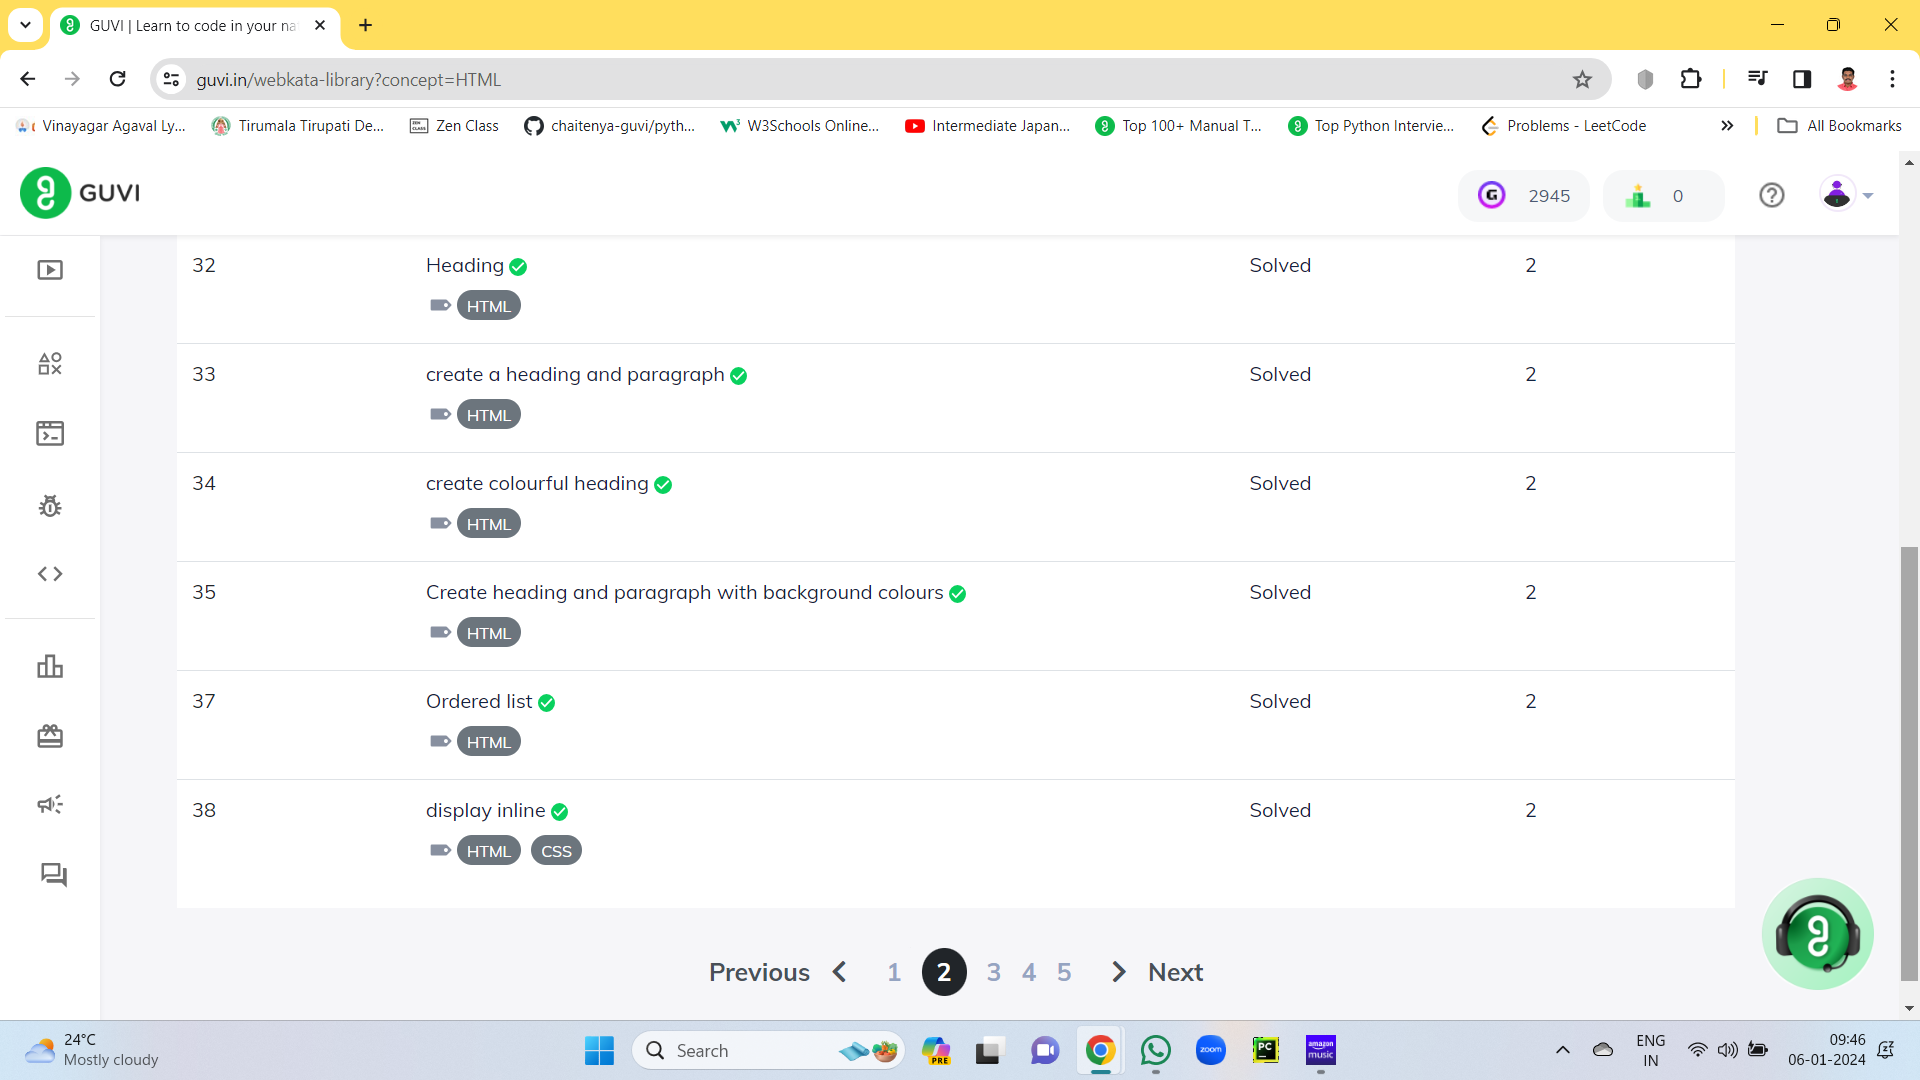 GUVI | Learn to code in your na
guvi.in/webkata-library?concept=HTML
Vinayagar Agaval Ly... Tirumala Tirupati De... Zen Class chaitenya-guvi/pyth... W3Schools Online... Intermediate Japan... Top 100+ Manual T... Top Python Intervie... Problems - LeetCode All Bookmarks
GUVI 2945 0
32 Heading Solved 2
HTML
33 create a heading and paragraph Solved 2
HTML
34 create colourful heading Solved 2
HTML
35 Create heading and paragraph with background colours Solved 2
HTML
37 Ordered list Solved 2
HTML
38 display inline Solved 2
HTML CSS
Previous 1 2 3 4 5 Next
24°C
Mostly cloudy
Search
PRE
zoom
PC
amazon
music
ENG
IN
09:46
06-01-2024